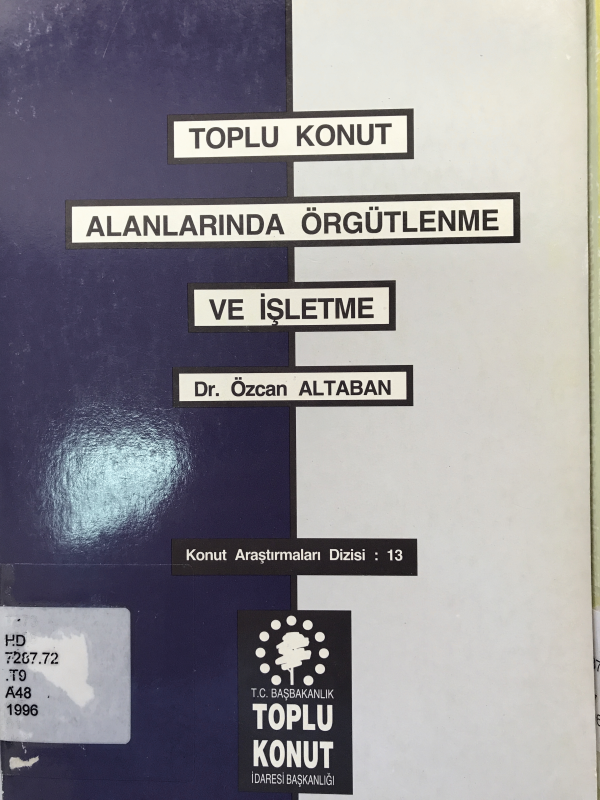 TOPLU KONUT
ALANLARINDA ÖRGÜTLENME
VE İŞLETME
Dr. Özcan ALTABAN
Konut Araştırmaları Dizisi : 13
HD
7287.72
.T9
A48
1996
T.C. BAŞBAKANLIK
TOPLU
KONUT
İDARESİ BAŞKANLIĞI